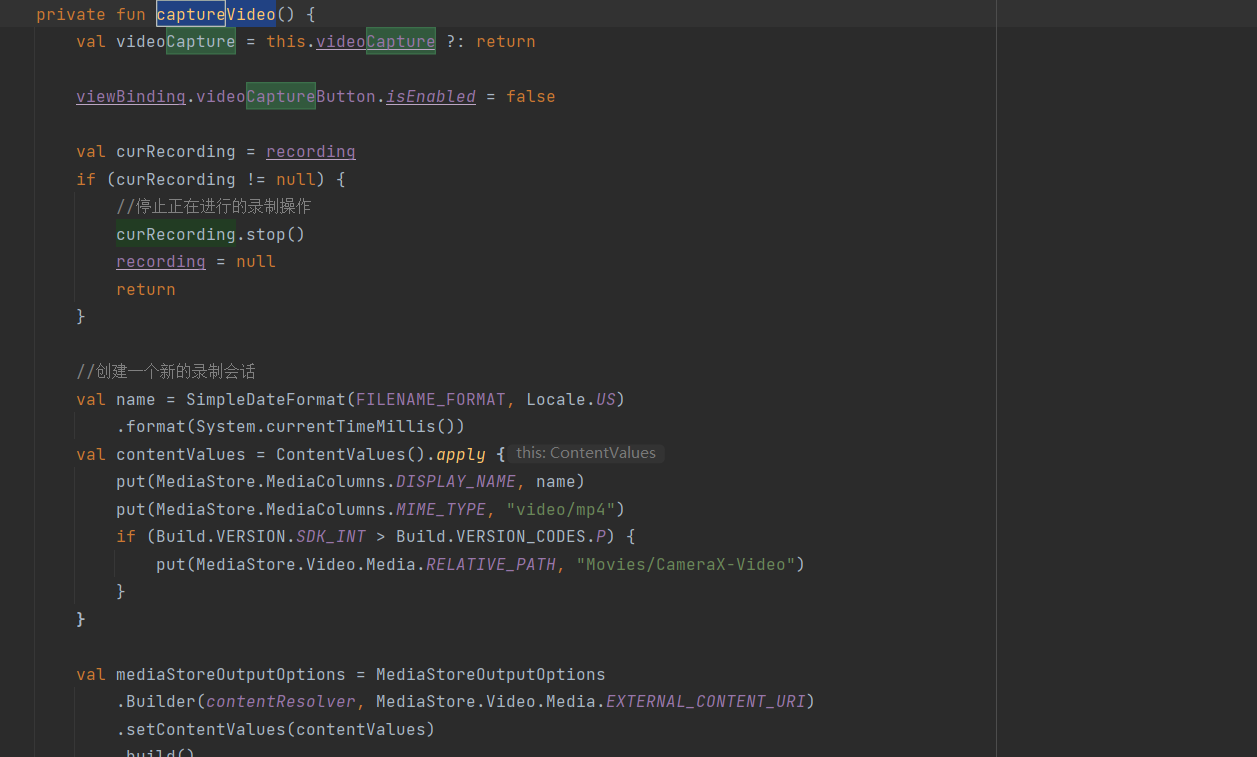 private fun captureVideo() {
val videoCapture = this.videoCapture ?: return
viewBinding.videoCaptureButton.isEnabled = false
val curRecording = recording
if (curRecording != null) {
//停止正在进行的录制操作
curRecording.stop()
recording = null
return
}
//创建一个新的录制会话
val name = SimpleDateFormat(FILENAME_FORMAT, Locale.US)
.format(System.currentTimeMillis())
val contentValues = ContentValues().apply { this: ContentValues
put(MediaStore.MediaColumns.DISPLAY_NAME, name)
put(MediaStore.MediaColumns.MIME_TYPE, "video/mp4")
if (Build.VERSION.SDK_INT > Build.VERSION_CODES.P) {
put(MediaStore.Video.Media.RELATIVE_PATH, "Movies/CameraX-Video")
}
}
val mediaStoreOutputOptions = MediaStoreOutputOptions
.Builder(contentResolver, MediaStore.Video.Media.EXTERNAL_CONTENT_URI)
.setContentValues(contentValues)
.build()